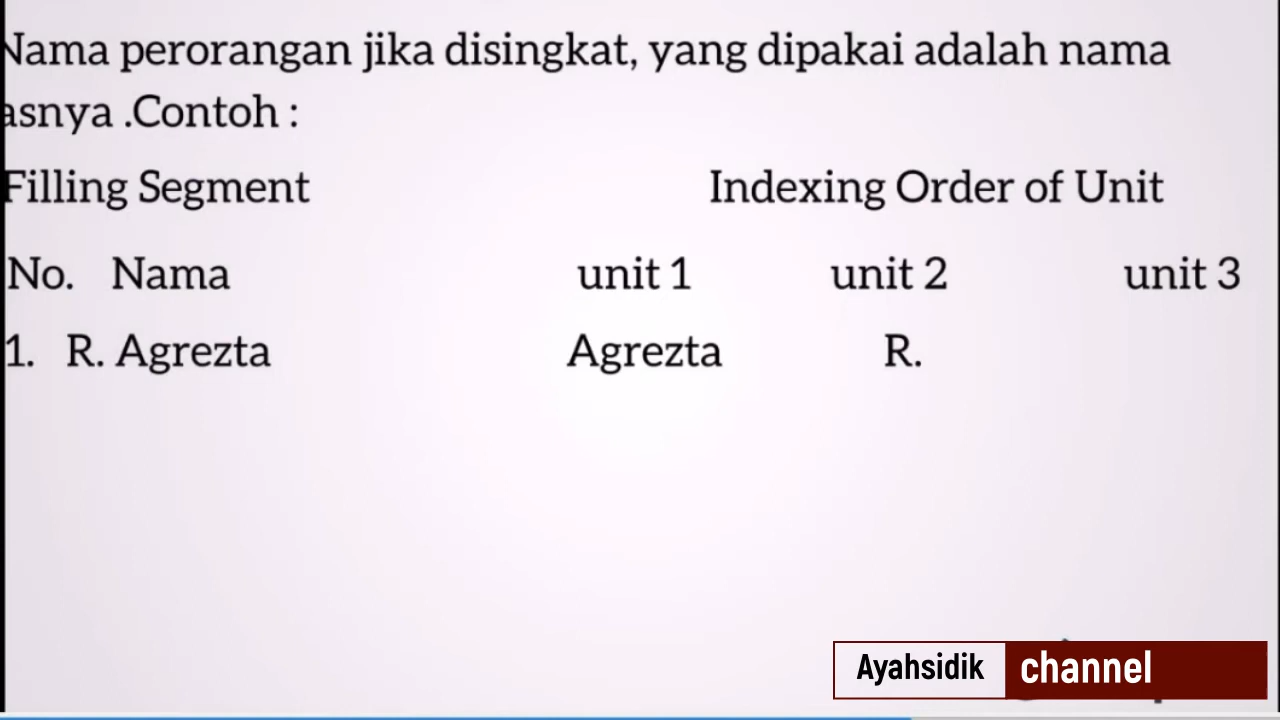 Nama perorangan jika disingkat, yang dipakai adalah nama
asnya .Contoh :
Filling Segment Indexing Order of Unit
No. Nama unit 1 unit 2 unit 3
1. R. Agrezta Agrezta R.
Ayahsidik channel